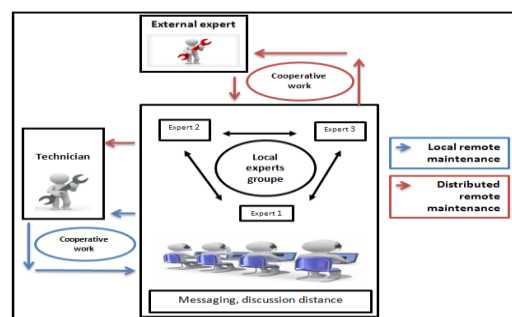 External expert
Cooperative work
Expert 2
Expert 3
Local
experts
groupe
Expert 1
Technician
Cooperative
work
Messaging, discussion distance
Local remote
maintenance
Distributed
remote
maintenance